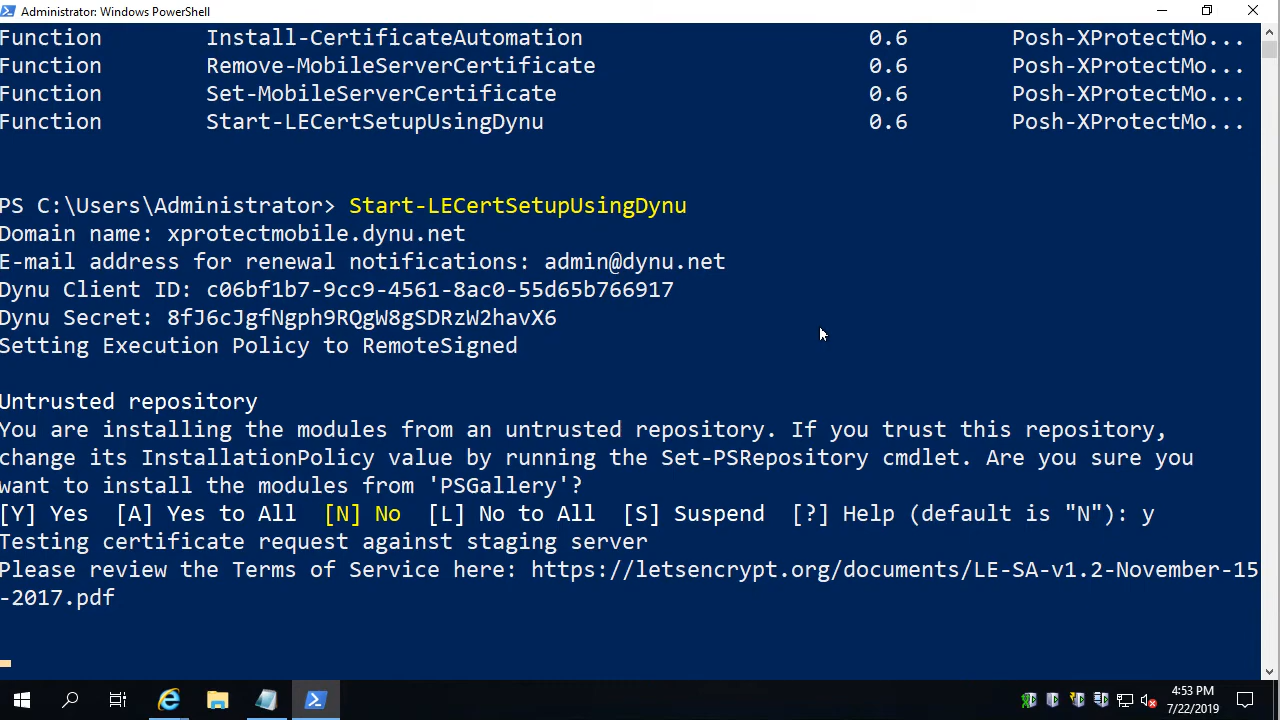 Administrator: Windows PowerShell
Function Install-CertificateAutomation 0.6 Posh-XProtectMo...
Function Remove-MobileServerCertificate 0.6 Posh-XProtectMo...
Function Set-MobileServerCertificate 0.6 Posh-XProtectMo...
Function Start-LECertSetupUsingDynu 0.6 Posh-XProtectMo...
PS C:\Users\Administrator> Start-LECertSetupUsingDynu
Domain name: xprotectmobile.dynu.net
E-mail address for renewal notifications: admin@dynu.net
Dynu Client ID: c06bf1b7-9cc9-4561-8ac0-55d65b766917
Dynu Secret: 8fJ6cJgfNgph9RQgW8gSDRzW2havX6
Setting Execution Policy to RemoteSigned
Untrusted repository
You are installing the modules from an untrusted repository. If you trust this repository,
change its InstallationPolicy value by running the Set-PSRepository cmdlet. Are you sure you
want to install the modules from 'PSGallery'?
[Y] Yes [A] Yes to All [N] No [L] No to All [S] Suspend [?] Help (default is "N"): y
Testing certificate request against staging server
Please review the Terms of Service here: https://letsencrypt.org/documents/LE-SA-v1.2-November-15
-2017.pdf
4:53 PM
7/22/2019